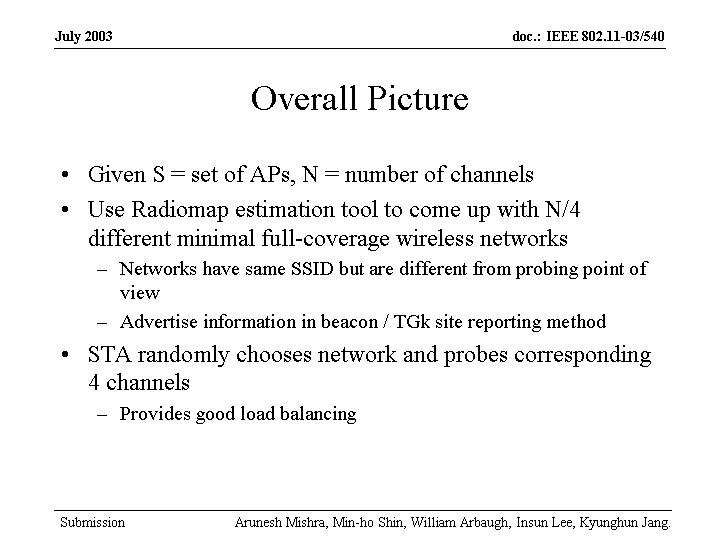 July 2003
doc.: IEEE 802.11-03/540
Overall Picture
• Given S = set of APs, N = number of channels
• Use Radiomap estimation tool to come up with N/4
different minimal full-coverage wireless networks
– Networks have same SSID but are different from probing point of
view
– Advertise information in beacon / TGk site reporting method
• STA randomly chooses network and probes corresponding
4 channels
– Provides good load balancing
Submission
Arunesh Mishra, Min-ho Shin, William Arbaugh, Insun Lee, Kyunghun Jang.